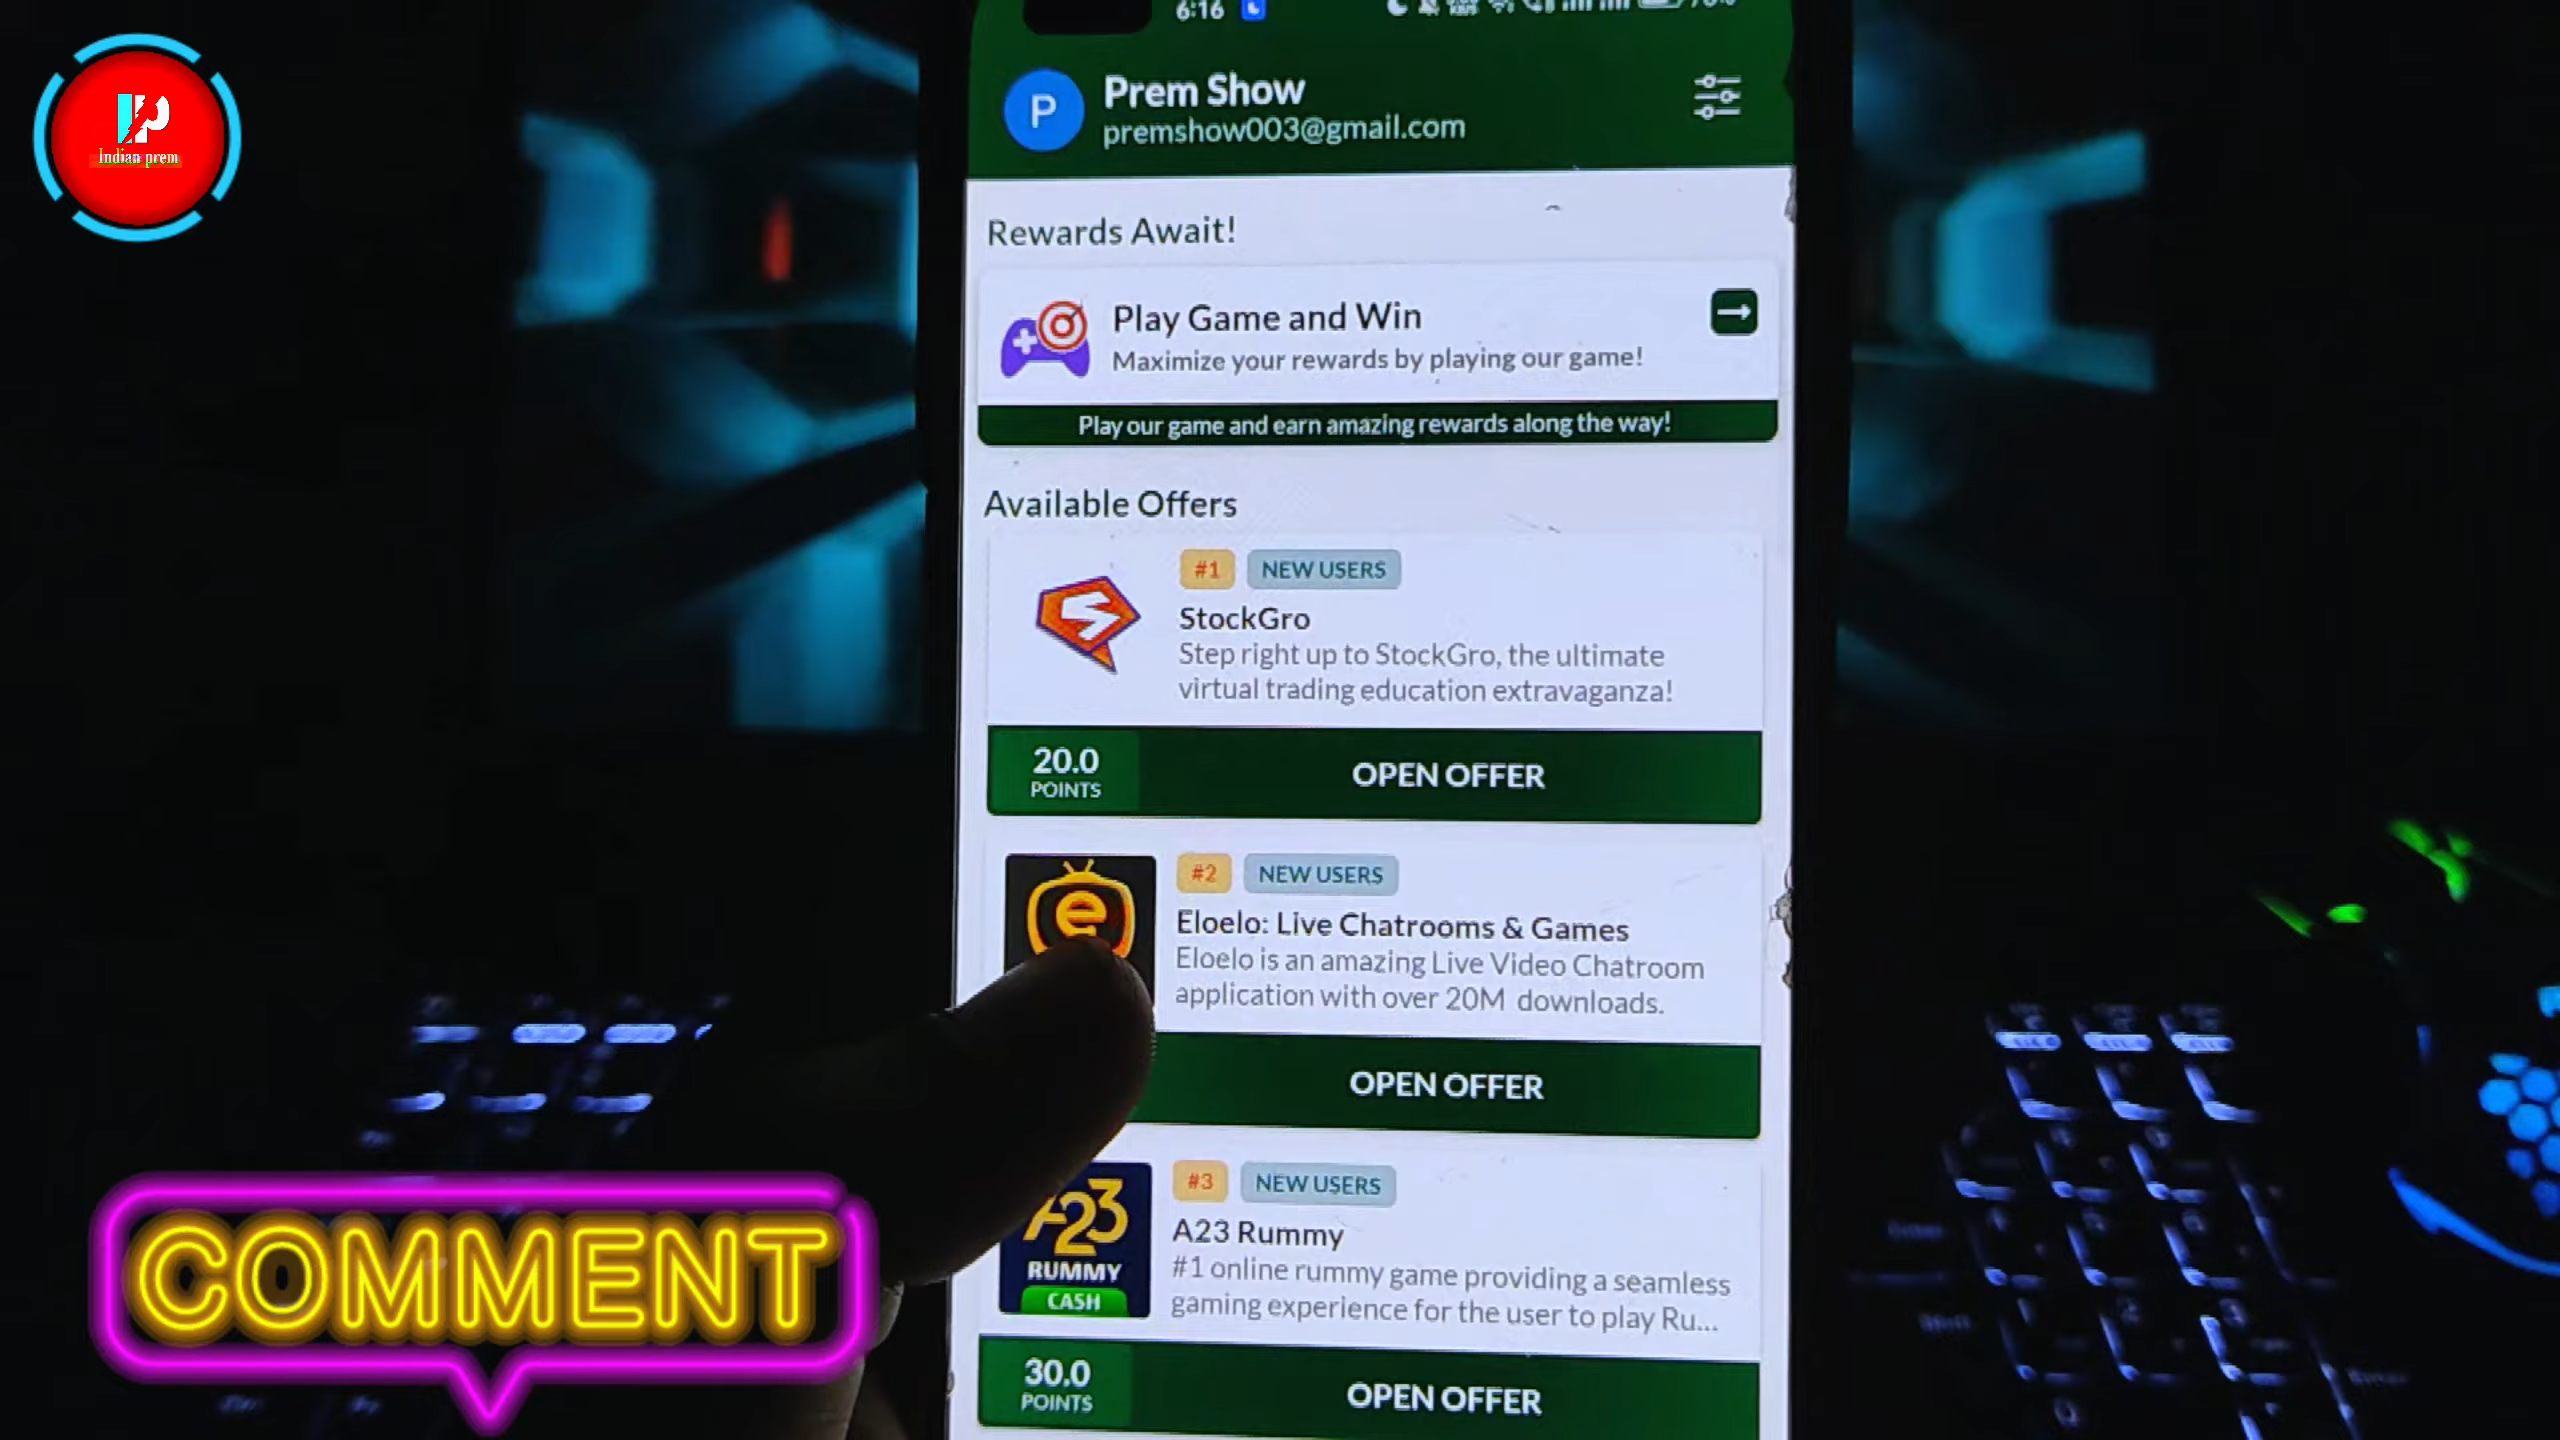 6:16
Indian prem
P
Prem Show
premshow003@gmail.com
Rewards Await!
Play Game and Win
Maximize your rewards by playing our game!
Play our game and earn amazing rewards along the way!
Available Offers
#1 NEW USERS
StockGro
Step right up to StockGro, the ultimate
virtual trading education extravaganza!
20.0
POINTS
OPEN OFFER
#2 NEW USERS
Eloelo: Live Chatrooms & Games
Eloelo is an amazing Live Video Chatroom
application with over 20M downloads.
OPEN OFFER
#3 NEW USERS
A23
RUMMY
CASH
A23 Rummy
#1 online rummy game providing a seamless
gaming experience for the user to play Ru...
30.0
POINTS
OPEN OFFER
COMMENT